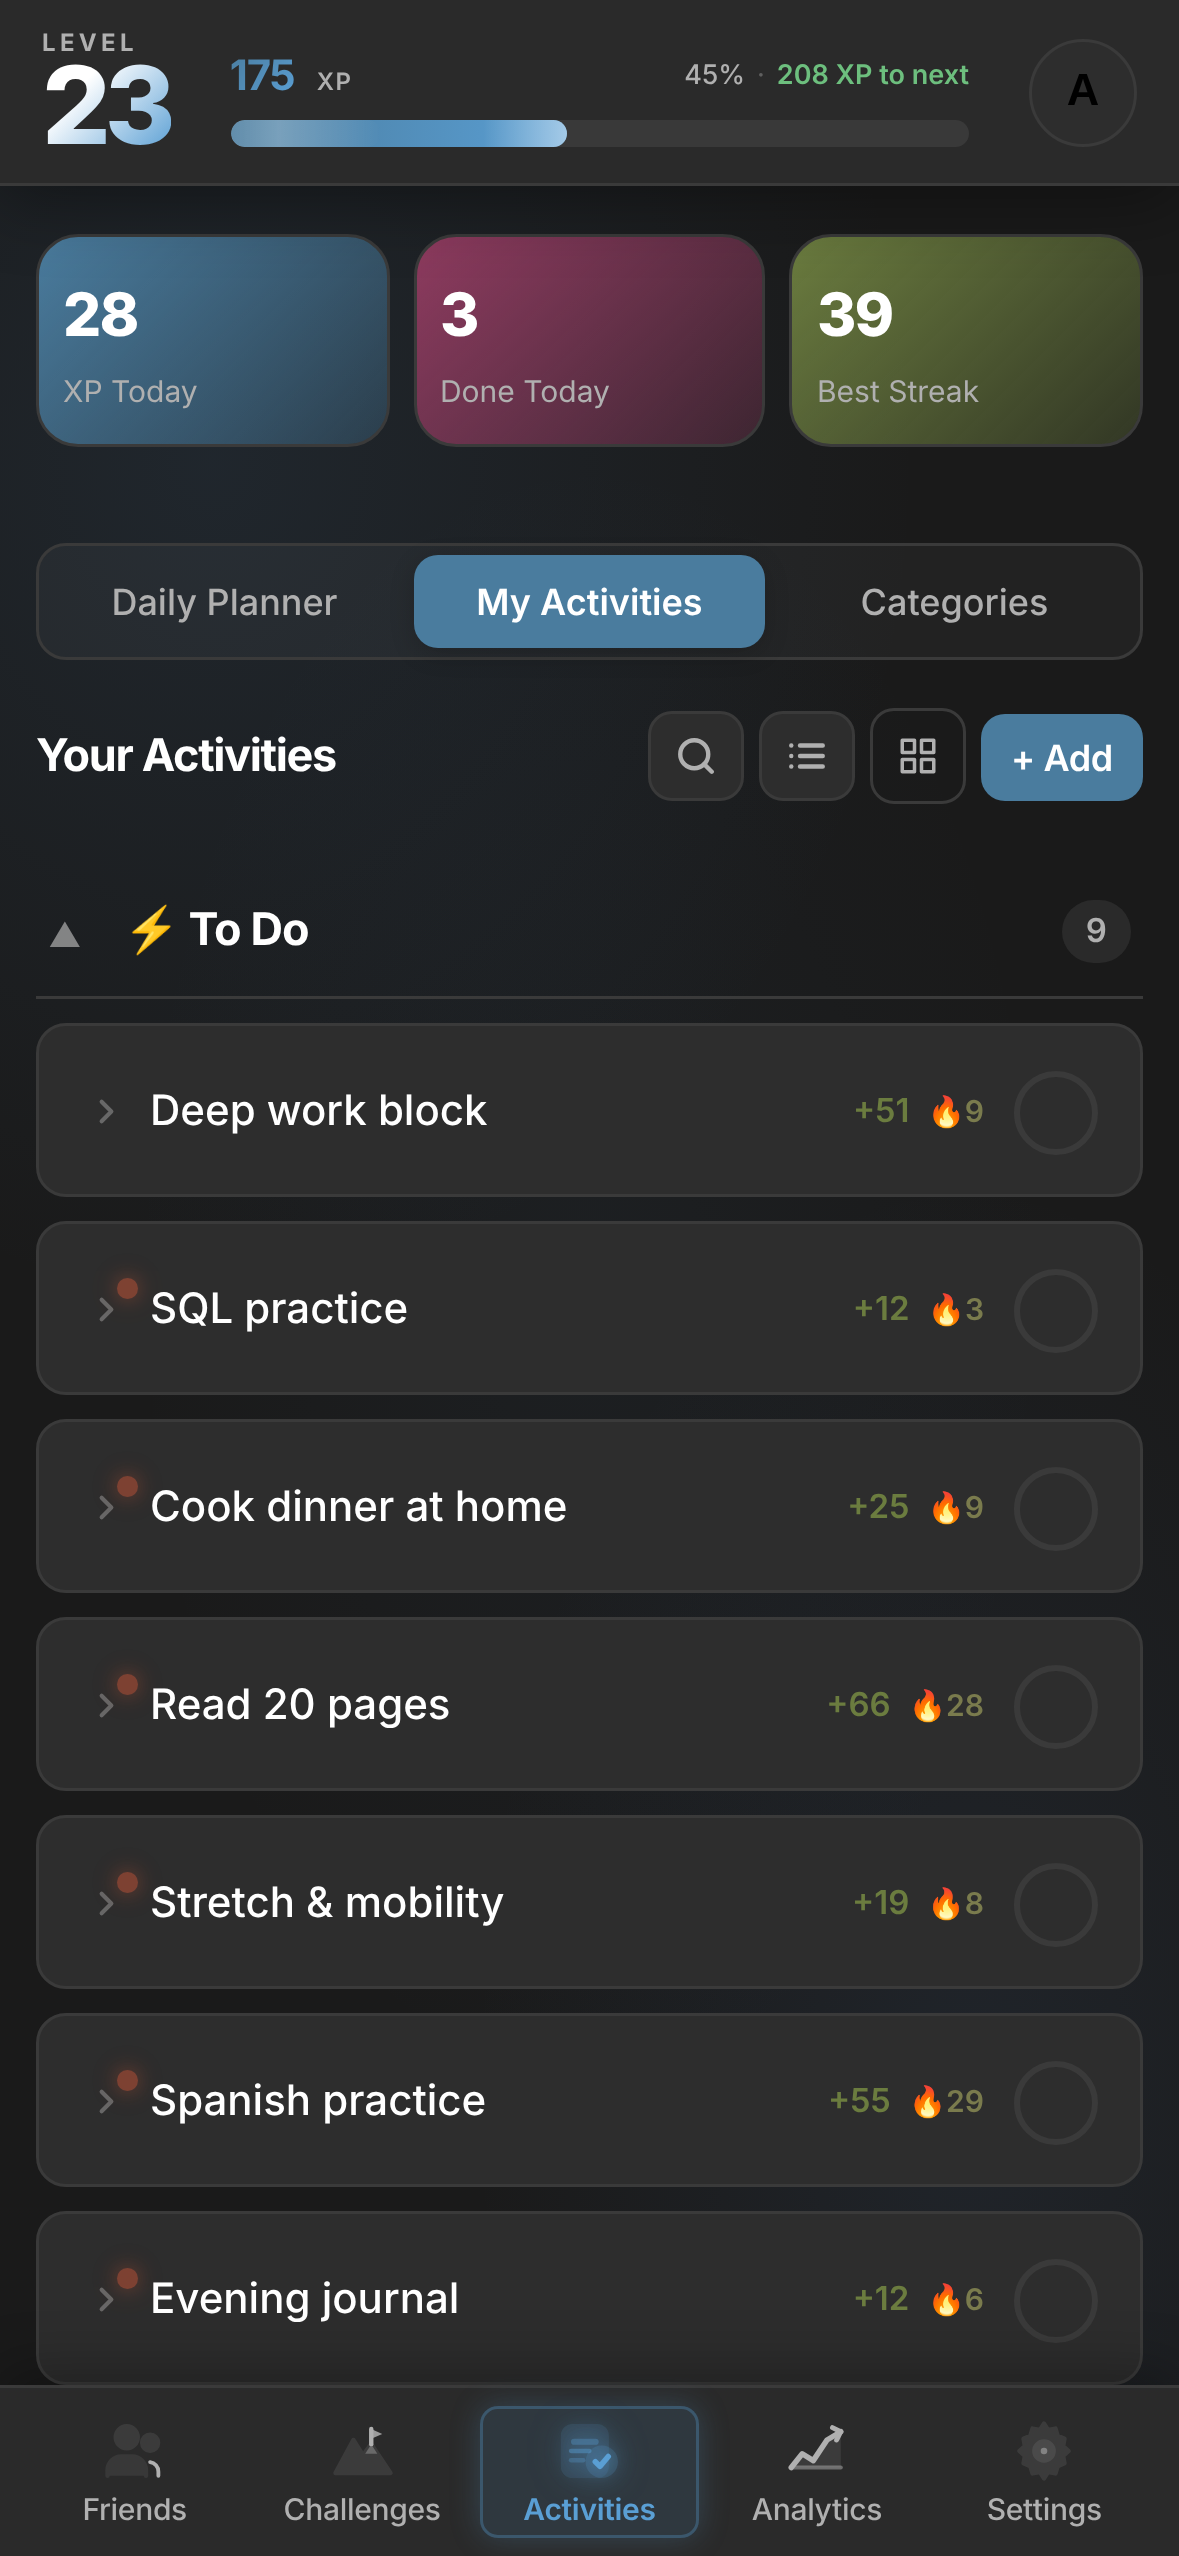 LEVEL
23
175 XP
45% · 208 XP to next
A
28
XP Today
3
Done Today
39
Best Streak
Daily Planner
My Activities
Categories
Your Activities
+ Add
⚡ To Do
9
Deep work block
+51 🔥9
SQL practice
+12 🔥3
Cook dinner at home
+25 🔥9
Read 20 pages
+66 🔥28
Stretch & mobility
+19 🔥8
Spanish practice
+55 🔥29
Evening journal
+12 🔥6
Friends
Challenges
Activities
Analytics
Settings